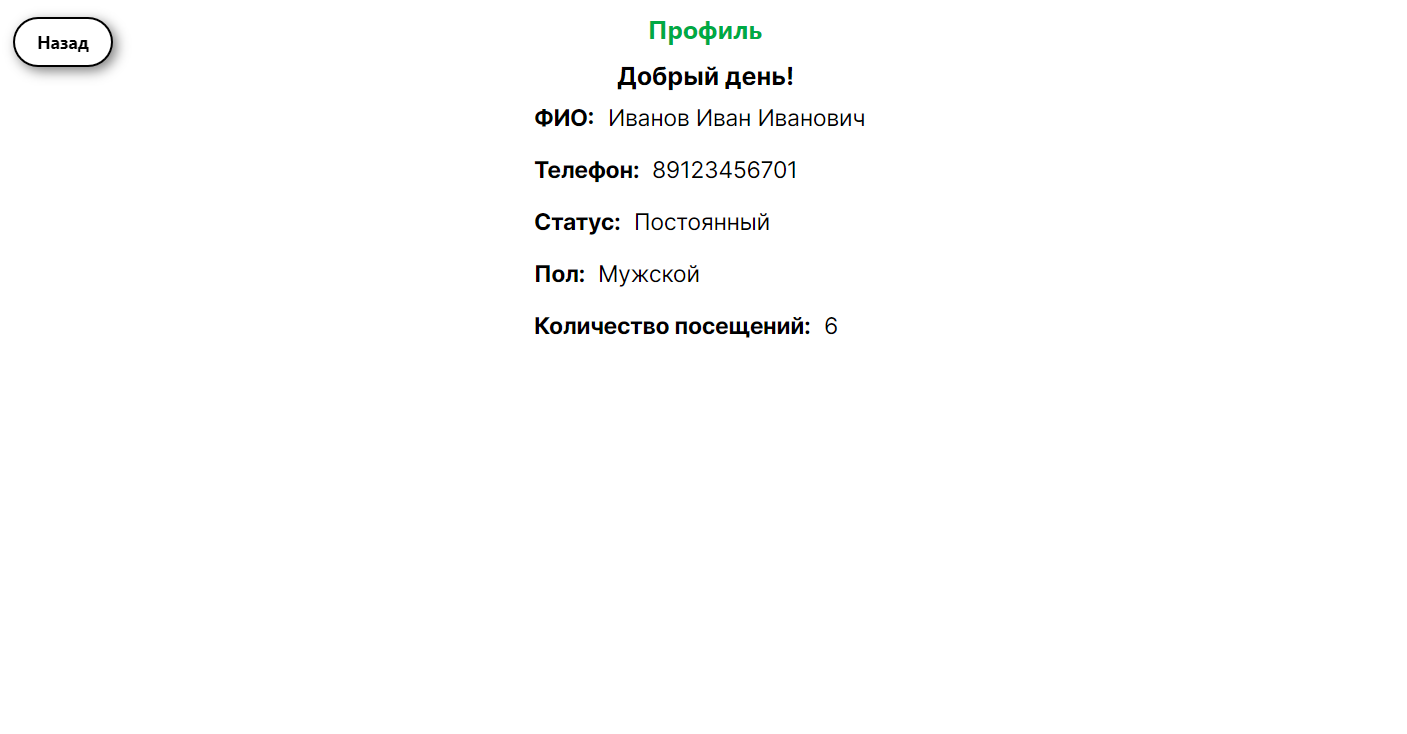 Профиль
Назад
Добрый день!
ФИО: Иванов Иван Иванович
Телефон: 89123456701
Статус: Постоянный
Пол: Мужской
Количество посещений: 6